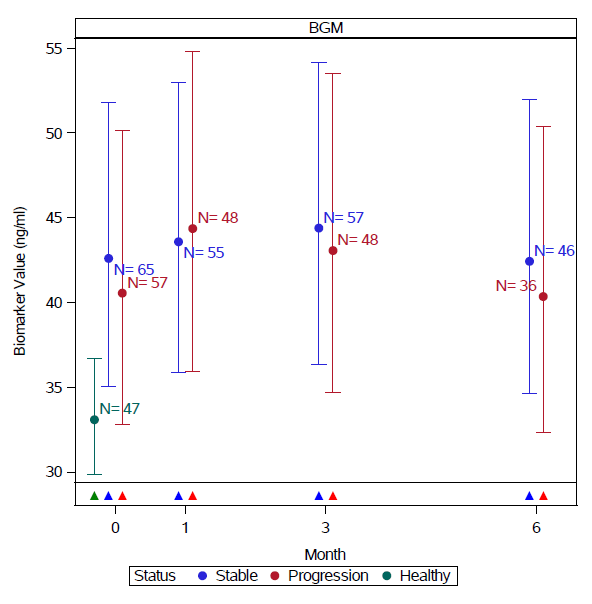 BGM
55
50
45
40
35
30
Biomarker Value (ng/ml)
N= 48
N= 57
N= 48
N= 55
N= 46
N= 65
N= 57
N= 36
N= 47
0 1 3 6
Month
Status Stable Progression Healthy